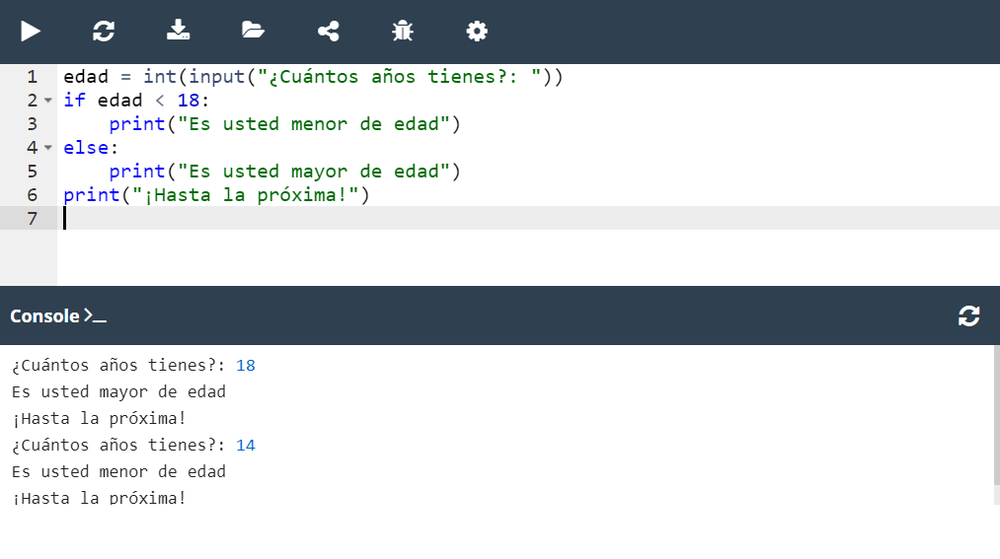 1 edad = int(input("¿Cuántos años tienes?: "))
2 if edad < 18:
3     print("Es usted menor de edad")
4 else:
5     print("Es usted mayor de edad")
6 print("¡Hasta la próxima!")
7
Console >_
¿Cuántos años tienes?: 18
Es usted mayor de edad
¡Hasta la próxima!
¿Cuántos años tienes?: 14
Es usted menor de edad
¡Hasta la próxima!